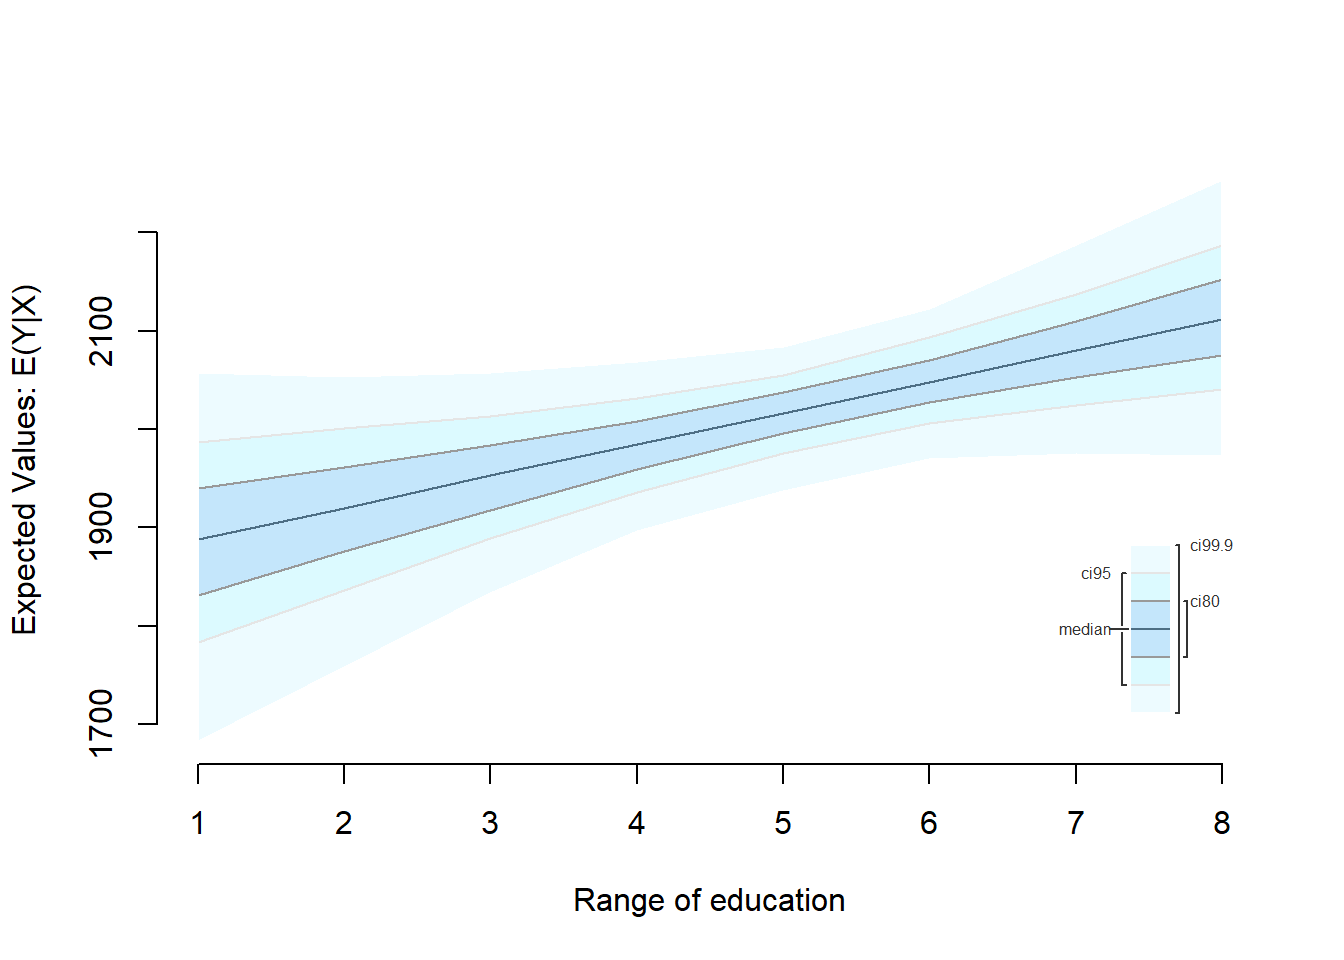 Expected Values: E(Y|X)
2100
1900
1700
ci99.9
ci95
ci80
median
1 2 3 4 5 6 7 8
Range of education